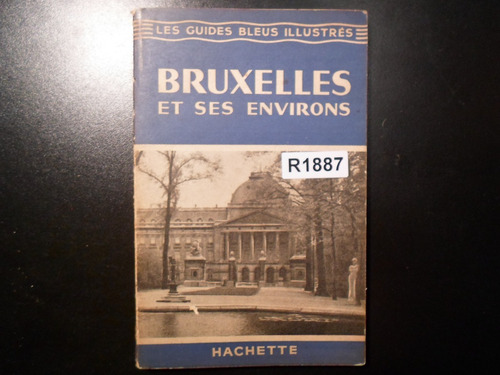 LES GUIDES BLEUS ILLUSTRÉS
BRUXELLES
ET SES ENVIRONS
R1887
HACHETTE